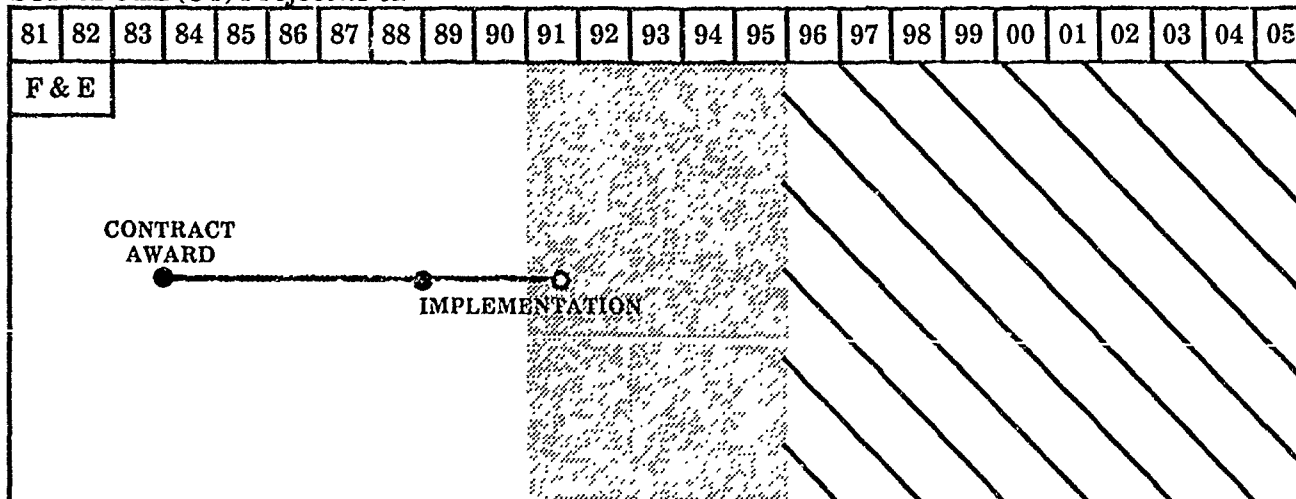 81 82 83 84 85 86 87 88 89 90 91 92 93 94 95 96 97 98 99 00 01 02 03 04 05
F & E
CONTRACT
AWARD
IMPLEMENTATION